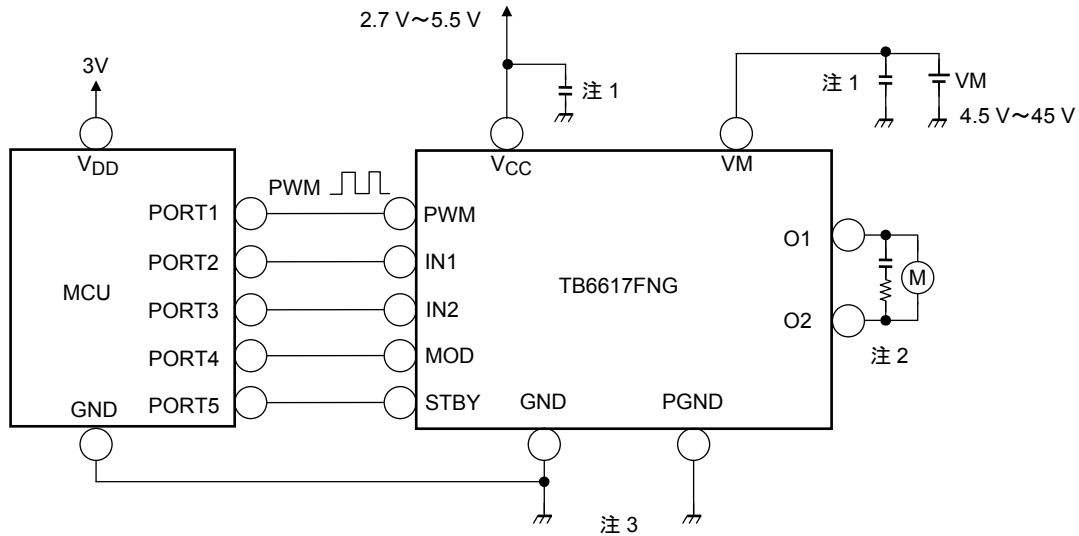 2.7 V～5.5 V
3V
注 1
注 1
VM
4.5 V～45 V
VDD
VCC
VM
PWM
PORT1
PWM
O1
PORT2
IN1
MCU
TB6617FNG
M
PORT3
IN2
O2
PORT4
MOD
注 2
GND
PORT5
STBY
GND
PGND
注 3